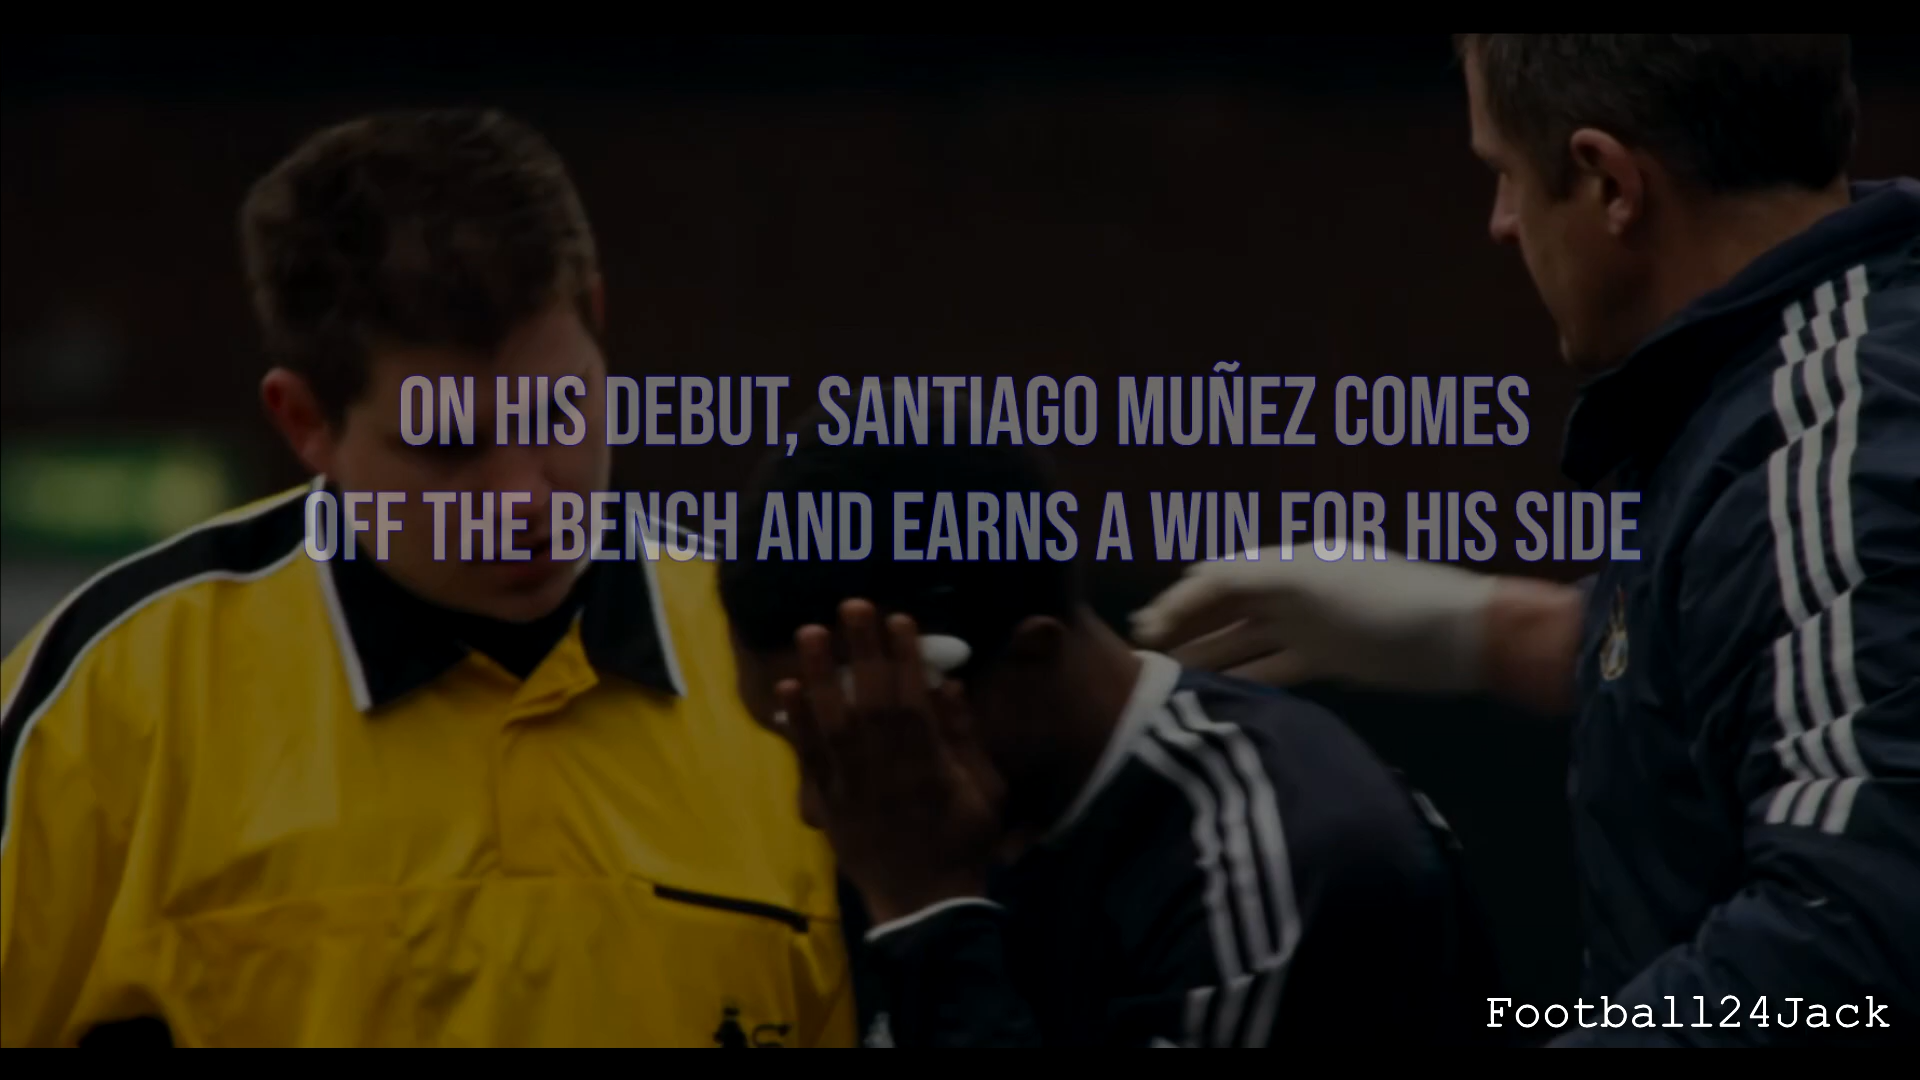 ON HIS DEBUT, SANTIAGO MUÑEZ COMES
OFF THE BENCH AND EARNS A WIN FOR HIS SIDE
Football24Jack